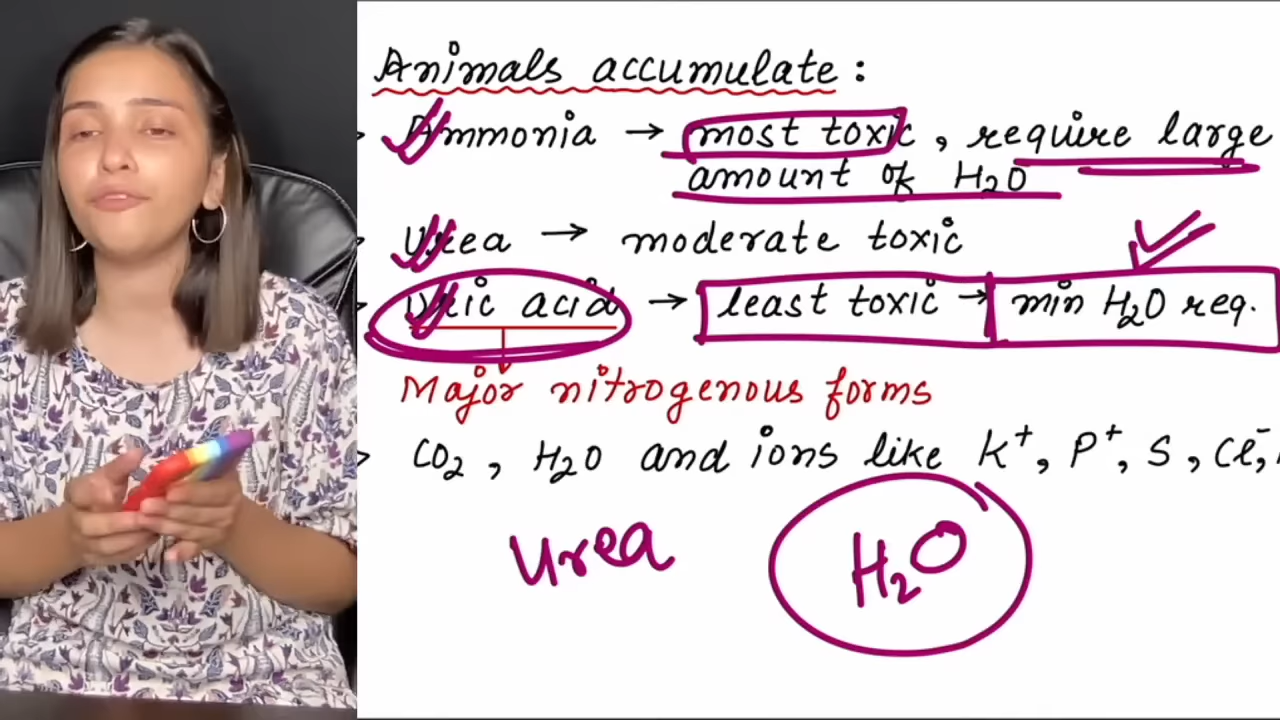 Animals accumulate :
Ammonia → most toxic, require large
amount of H2O
Urea → moderate toxic
Uric acid → least toxic → min H2O req.
Major nitrogenous forms
CO2, H2O and ions like K+, P+, S, Cl-,
Urea H2O